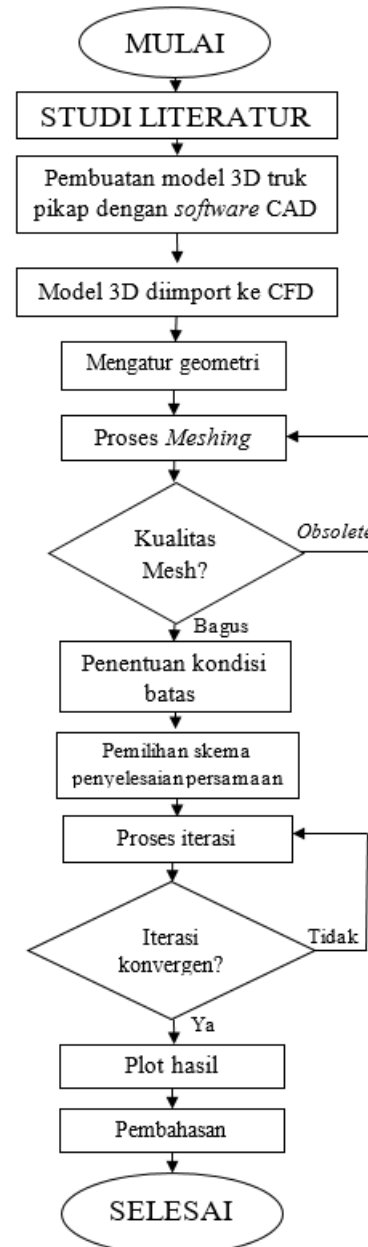 MULAI
STUDI LITERATUR
Pembuatan model 3D truk
pikap dengan software CAD
Model 3D diimport ke CFD
Mengatur geometri
Proses Meshing
Kualitas
Mesh?
Obsolete
Bagus
Penentuan kondisi
batas
Pemilihan skema
penyelesaian persamaan
Proses iterasi
Iterasi
konvergen?
Tidak
Ya
Plot hasil
Pembahasan
SELESAI